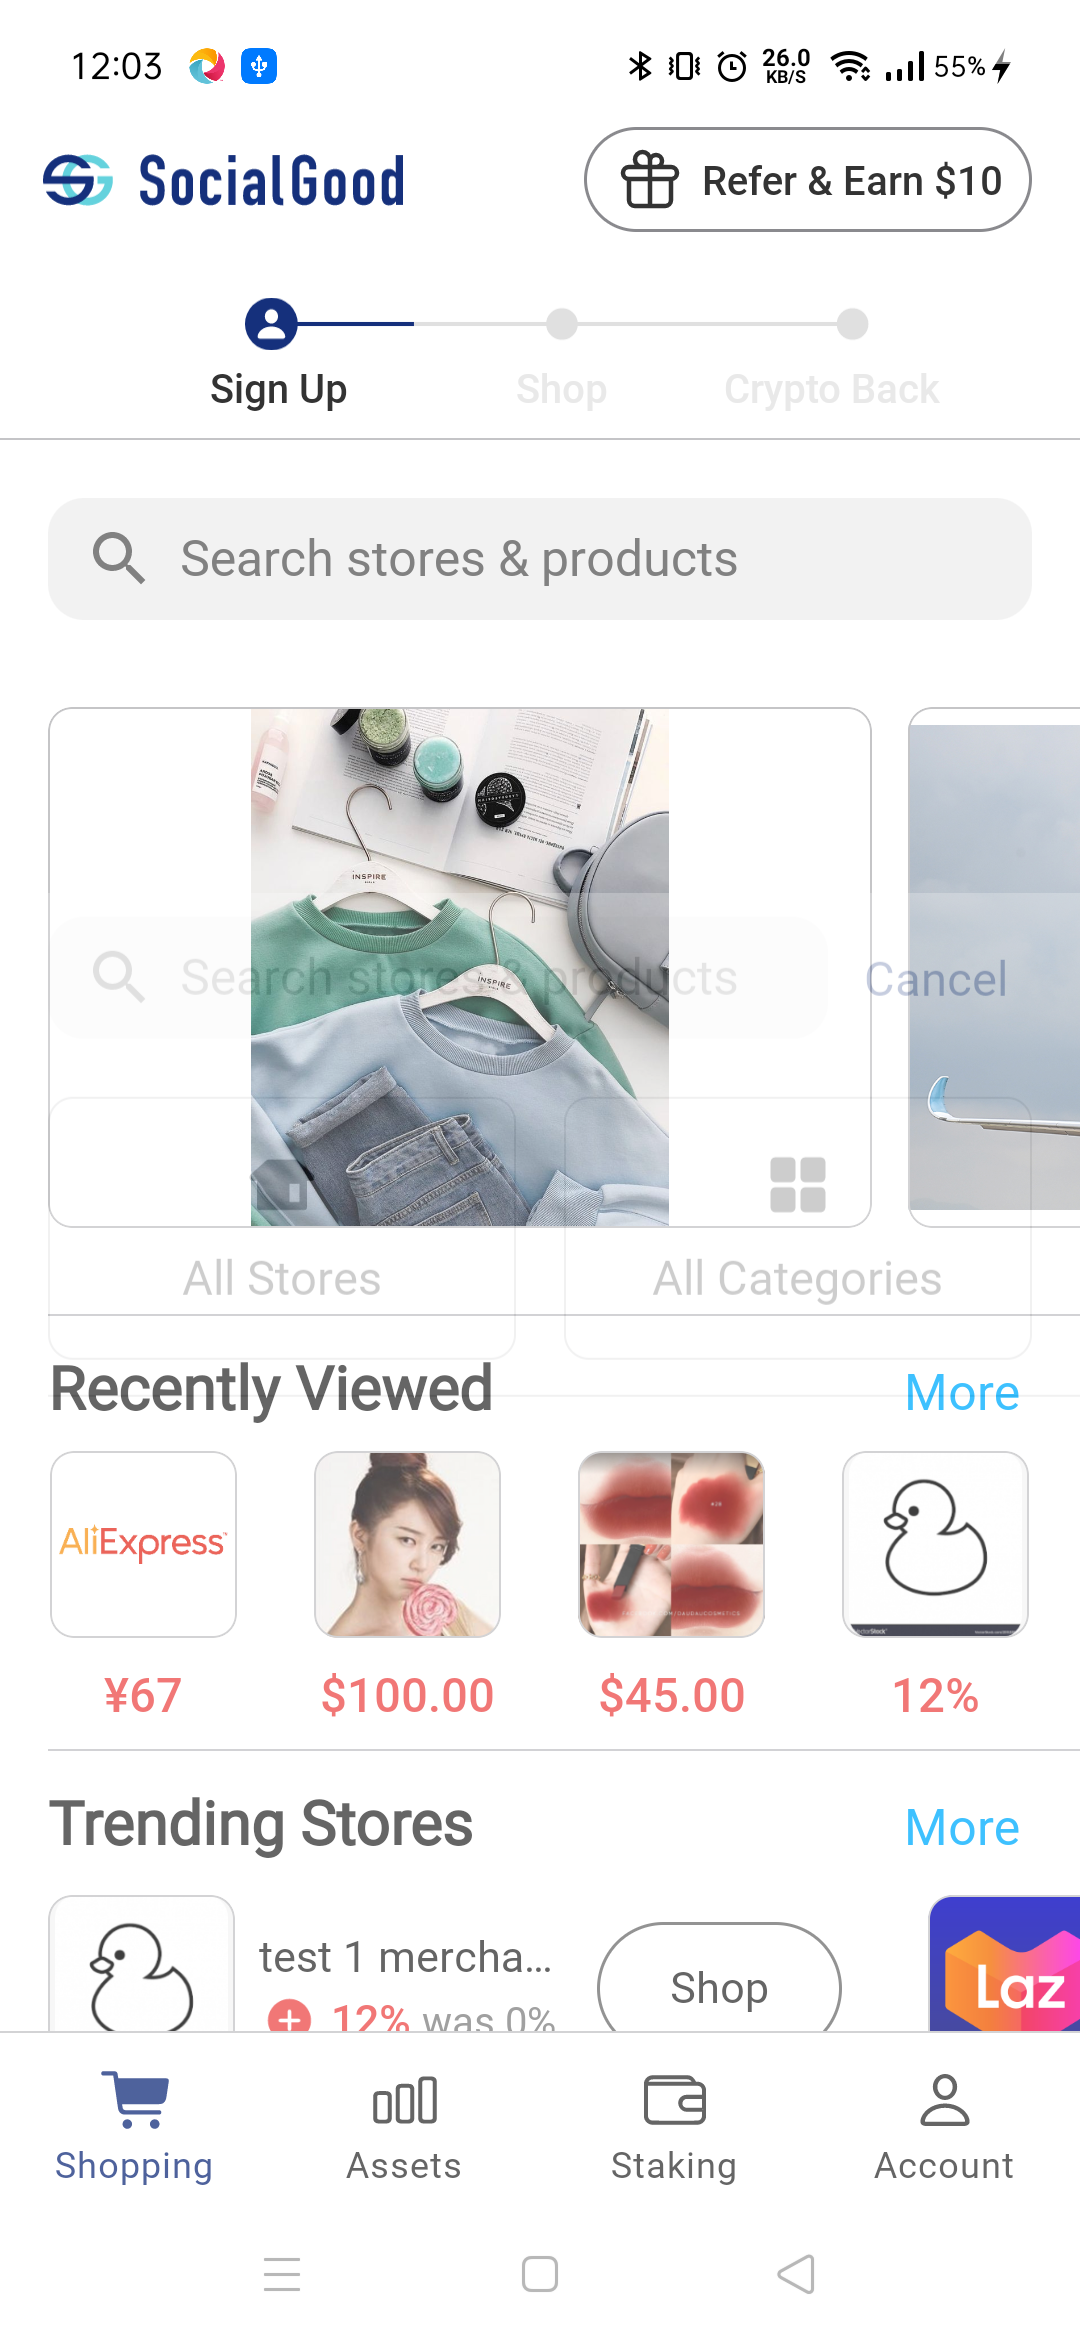 12:03
26.0
KB/S
55%
SocialGood
Refer & Earn $10
Sign Up
Shop
Crypto Back
Search stores & products
INSPIRE
INSPIRE
Search stores & products
Cancel
All Stores
All Categories
Recently Viewed
More
AliExpress
¥67
$100.00
$45.00
12%
Trending Stores
More
test 1 mercha...
12% was 0%
Shop
Laz
Shopping
Assets
Staking
Account